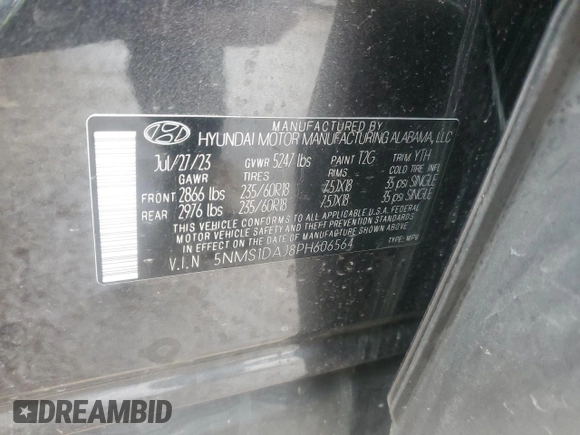 MANUFACTURED BY
HYUNDAI MOTOR MANUFACTURING ALABAMA, LLC
Jul/27/23 GVWR 5247 lbs PAINT T2G TRIM YTH
GAWR TIRES RIMS COLD TIRE INFL
FRONT 2866 lbs 235/60R18 7.5JX18 35 psi SINGLE
REAR 2976 lbs 235/60R18 7.5JX18 35 psi SINGLE
THIS VEHICLE CONFORMS TO ALL APPLICABLE U.S.A. FEDERAL
MOTOR VEHICLE SAFETY AND THEFT PREVENTION STANDARDS
IN EFFECT ON THE DATE OF MANUFACTURE SHOWN ABOVE.
V.I.N 5NMS1DAJ8PH606564 TYPE: MPV
DREAMBID